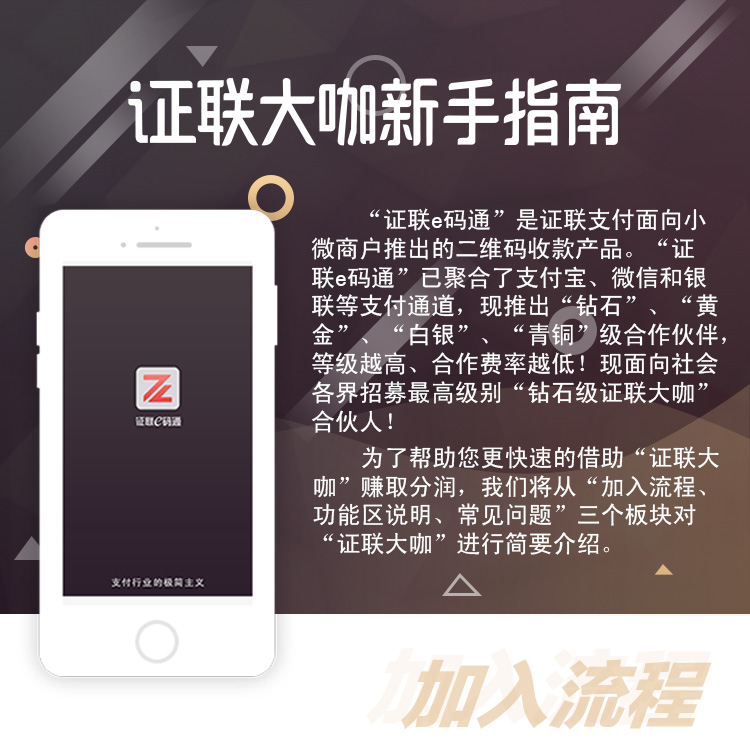 证联大咖新手指南
“证联e码通”是证联支付面向小
微商户推出的二维码收款产品。“证
联e码通”已聚合了支付宝、微信和银
联等支付通道，现推出“钻石”、“黄
金”、“白银”、“青铜”级合作伙伴，
等级越高、合作费率越低！现面向社会
各界招募最高级别“钻石级证联大咖”
合伙人！
为了帮助您更快速的借助“证联大
咖”赚取分润，我们将从“加入流程、
功能区说明、常见问题”三个板块对
“证联大咖”进行简要介绍。
证联e码通
支付行业的极简主义
加入流程